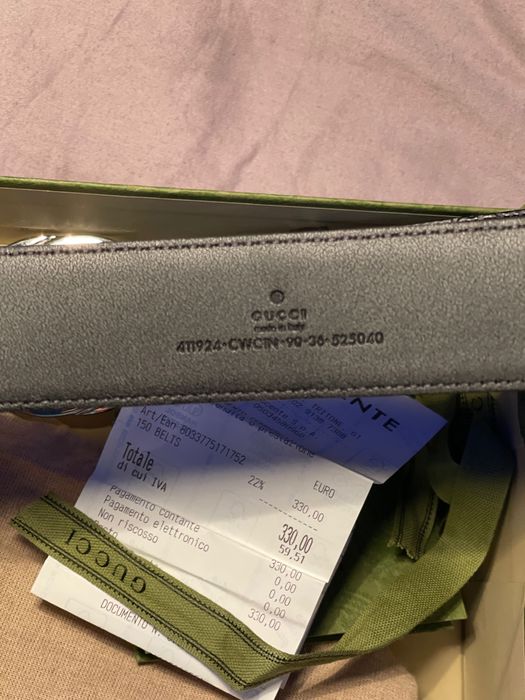 GUCCI
made in Italy
411924-CWC1N-90-36-525040
Art/Ean 8033775171752
150 BELTS
EURO
22% 330,00
Totale 330,00
di cui IVA 59,51
Pagamento contante 330,00
Pagamento elettronico 0,00
Non riscosso 0,00
0,00
330,00
DOCUMENTO N.
GUCCI